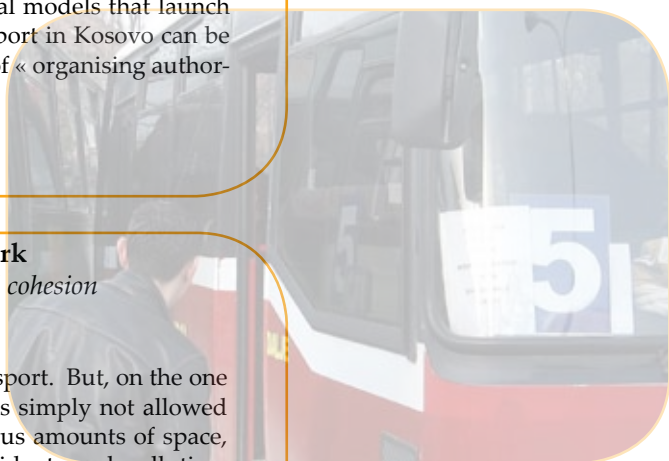 al models that launch
port in Kosovo can be
of « organising author-
rk
cohesion
sport. But, on the one
s simply not allowed
us amounts of space,
5